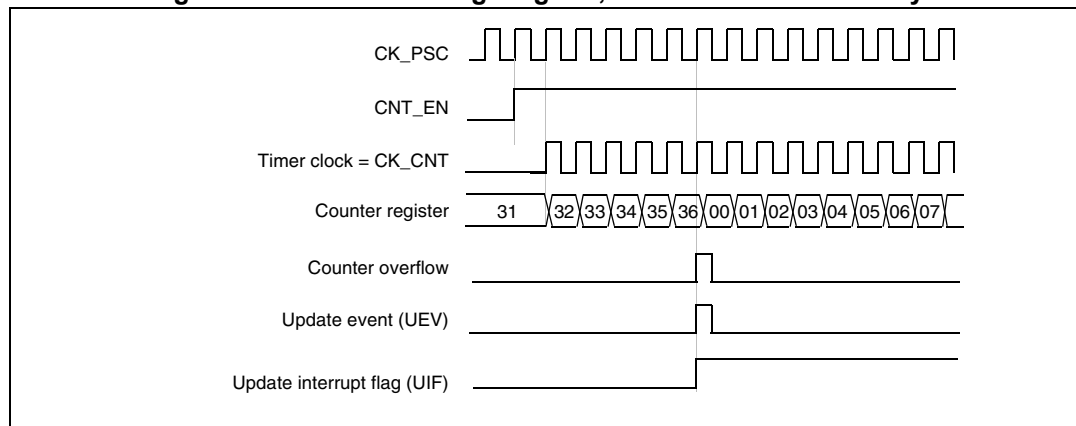 CK_PSC
CNT_EN
Timer clock = CK_CNT
Counter register 31 32 33 34 35 36 00 01 02 03 04 05 06 07
Counter overflow
Update event (UEV)
Update interrupt flag (UIF)